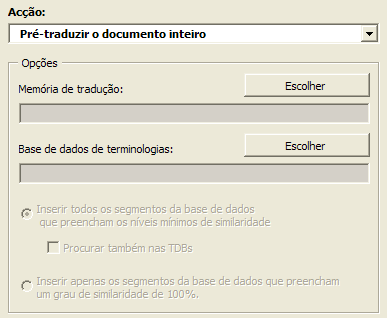 Acção:
Pré-traduzir o documento inteiro
Opções
Memória de tradução:
Escolher
Base de dados de terminologias:
Escolher
Inserir todos os segmentos da base de dados
que preencham os níveis mínimos de similaridade
Procurar também nas TDBs
Inserir apenas os segmentos da base de dados que preencham
um grau de similaridade de 100%.